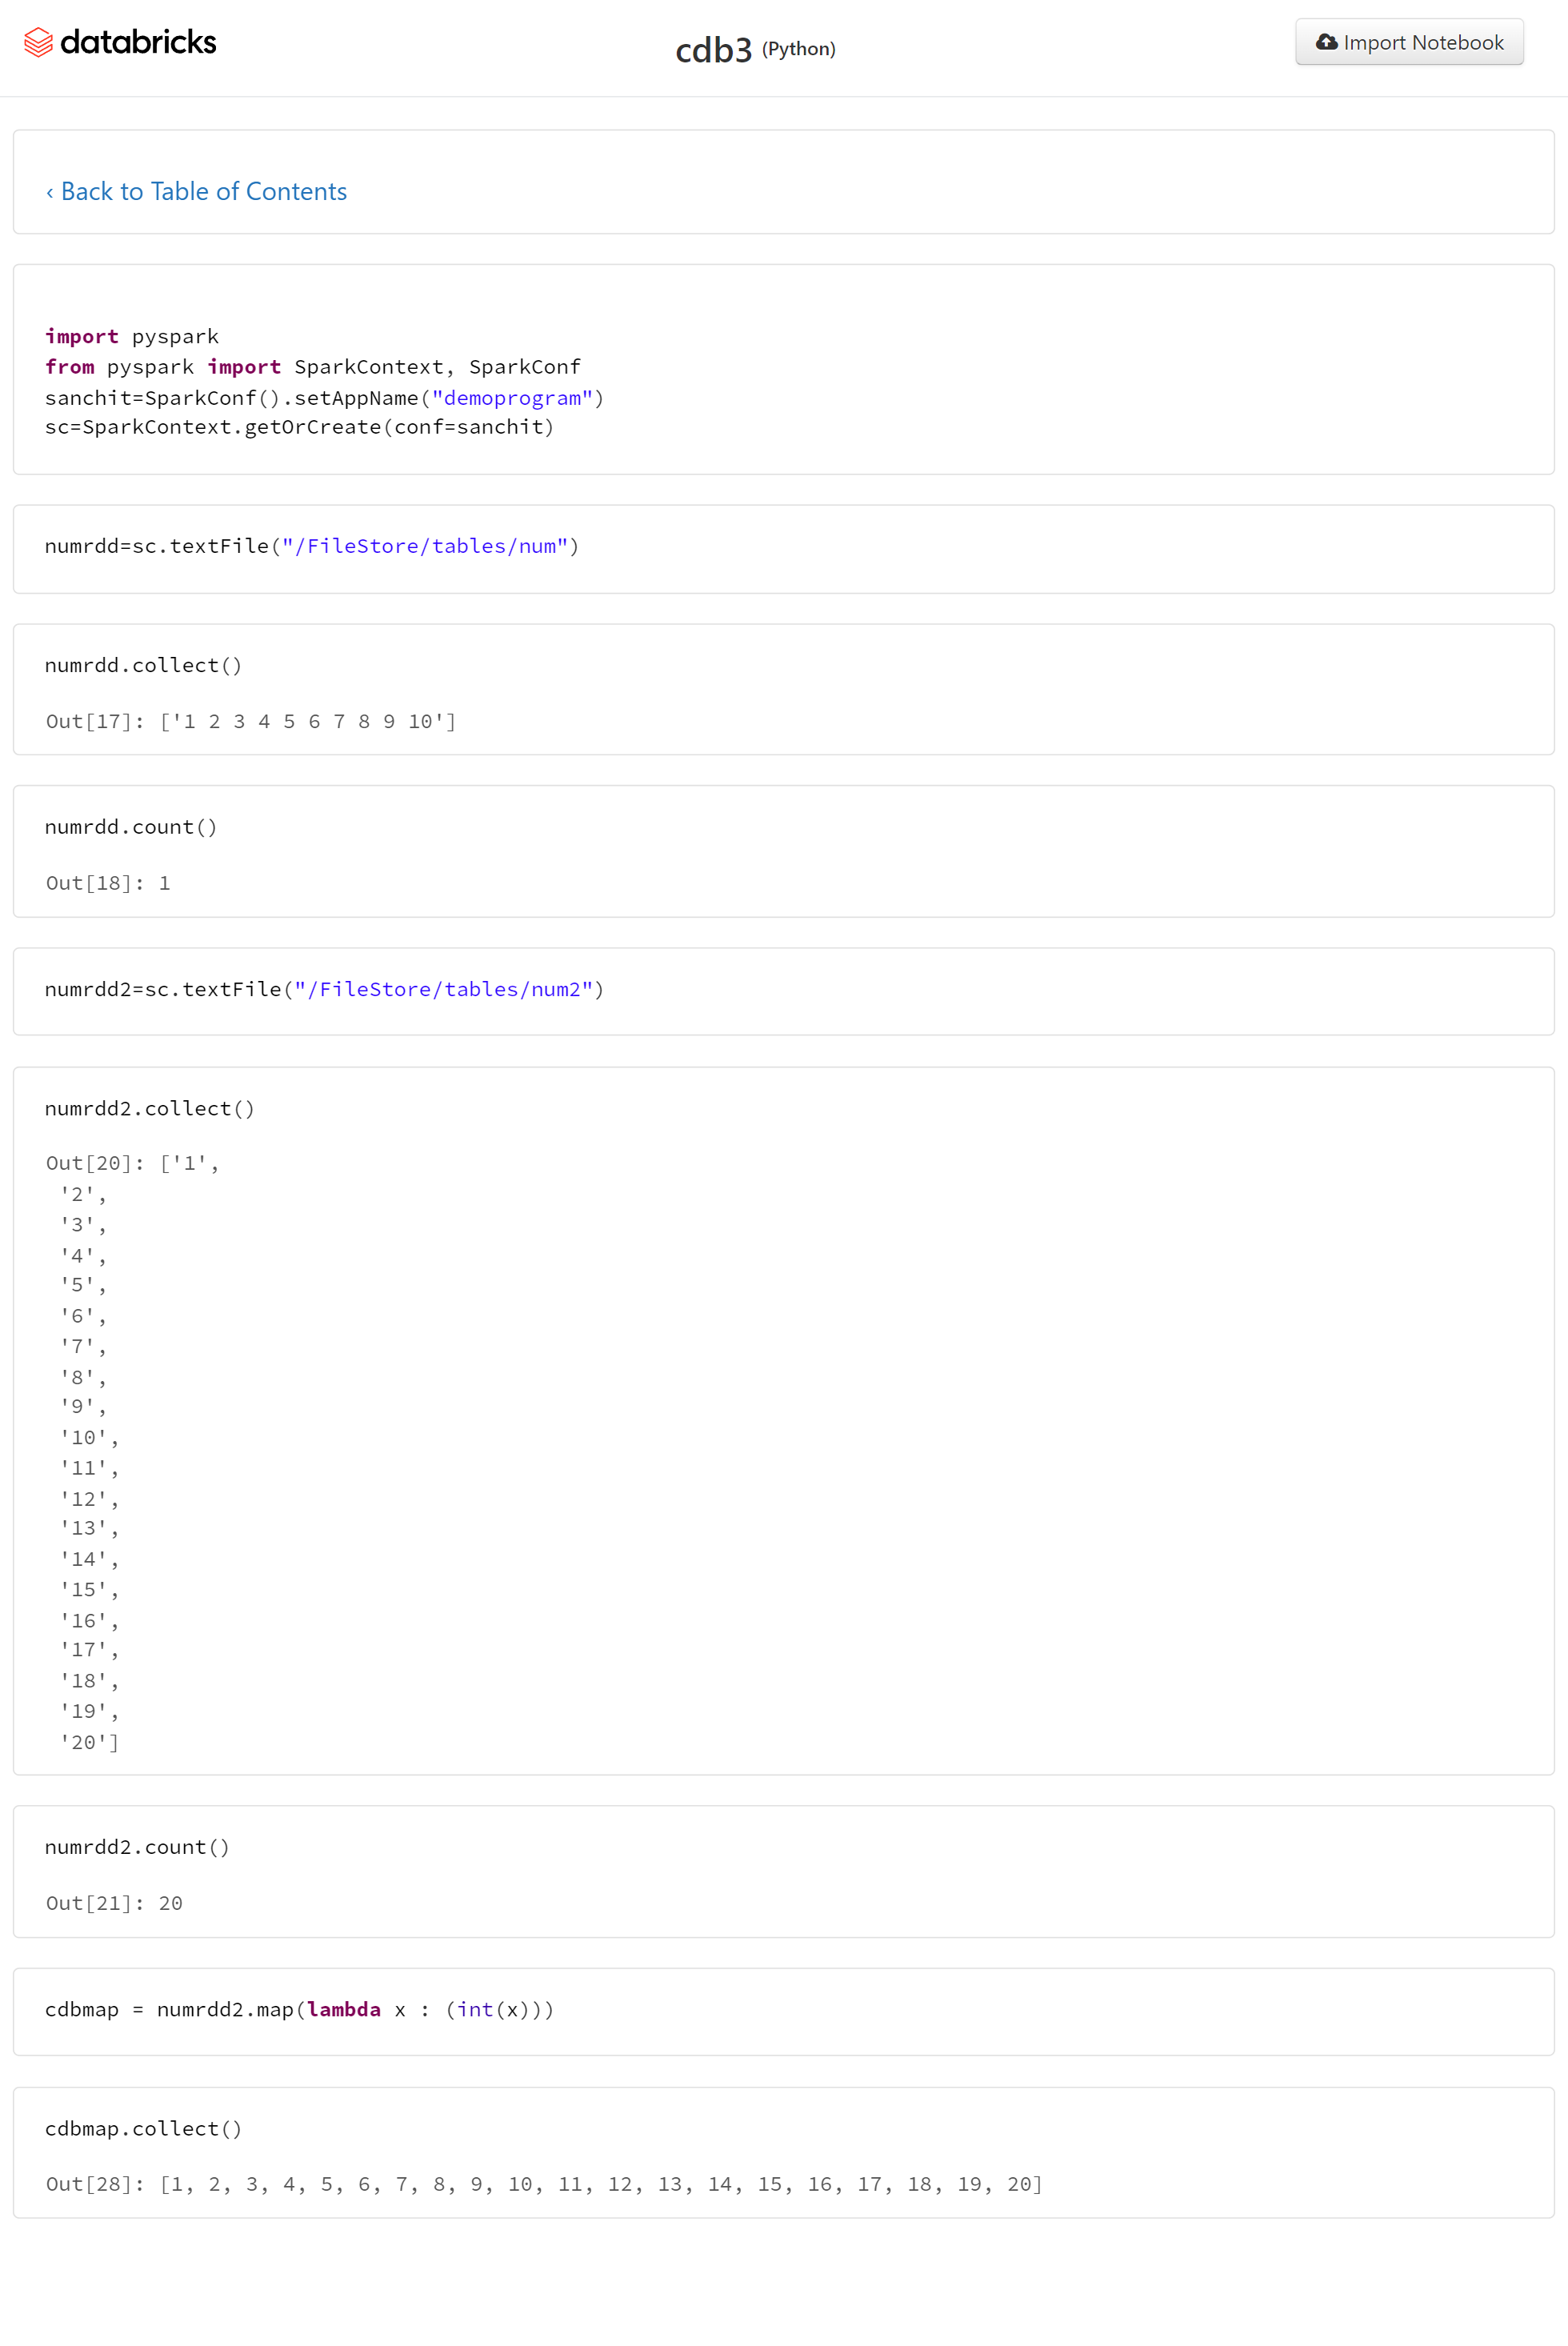 databricks
cdb3 (Python)
Import Notebook
‹ Back to Table of Contents
import pyspark
from pyspark import SparkContext, SparkConf
sanchit=SparkConf().setAppName("demoprogram")
sc=SparkContext.getOrCreate(conf=sanchit)
numrdd=sc.textFile("/FileStore/tables/num")
numrdd.collect()
Out[17]: ['1 2 3 4 5 6 7 8 9 10']
numrdd.count()
Out[18]: 1
numrdd2=sc.textFile("/FileStore/tables/num2")
numrdd2.collect()
Out[20]: ['1',
'2',
'3',
'4',
'5',
'6',
'7',
'8',
'9',
'10',
'11',
'12',
'13',
'14',
'15',
'16',
'17',
'18',
'19',
'20']
numrdd2.count()
Out[21]: 20
cdbmap = numrdd2.map(lambda x : (int(x)))
cdbmap.collect()
Out[28]: [1, 2, 3, 4, 5, 6, 7, 8, 9, 10, 11, 12, 13, 14, 15, 16, 17, 18, 19, 20]